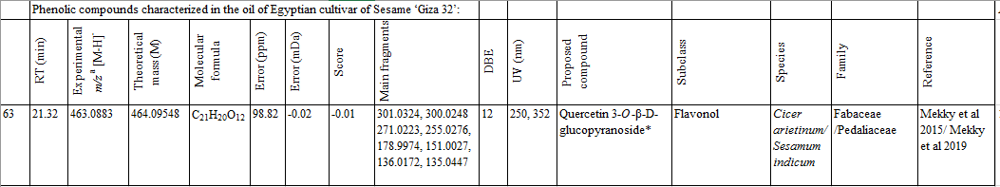 Phenolic compounds characterized in the oil of Egyptian cultivar of Sesame 'Giza 32':
RT (min)
Experimental
m/z a [M-H]-
Theoretical
mass (M)
Molecular
formula
Error (ppm)
Error (mDa)
Score
Main fragments
DBE
UV (nm)
Proposed
compound
Subclass
Species
Family
Reference
63
21.32
463.0883
464.09548
C21H20O12
98.82
-0.02
-0.01
301.0324, 300.0248
271.0223, 255.0276,
178.9974, 151.0027,
136.0172, 135.0447
12
250, 352
Quercetin 3-O-β-D-
glucopyranoside*
Flavonol
Cicer
arietinum/
Sesamum
indicum
Fabaceae
/Pedaliaceae
Mekky et al
2015/ Mekky
et al 2019